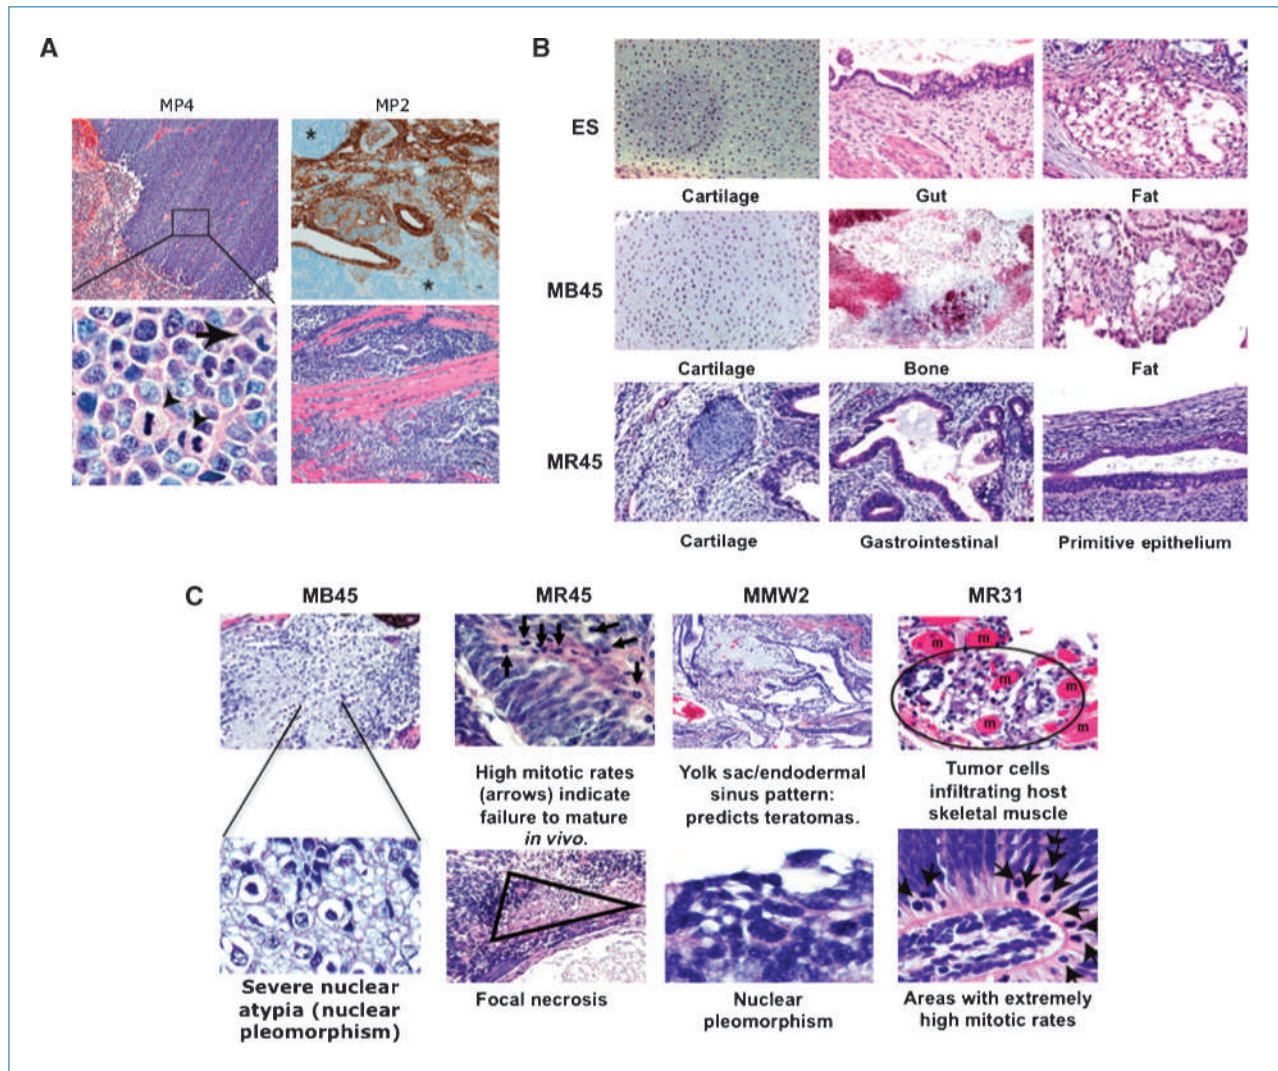 A
MP4
MP2
*
*
B
ES
Cartilage
Gut
Fat
MB45
Cartilage
Bone
Fat
MR45
Cartilage
Gastrointestinal
Primitive epithelium
C
MB45
MR45
MMW2
MR31
m
m
m
m
m
m
High mitotic rates
(arrows) indicate
failure to mature
in vivo.
Yolk sac/endodermal
sinus pattern:
predicts teratomas.
Tumor cells
infiltrating host
skeletal muscle
Severe nuclear
atypia (nuclear
pleomorphism)
Focal necrosis
Nuclear
pleomorphism
Areas with extremely
high mitotic rates